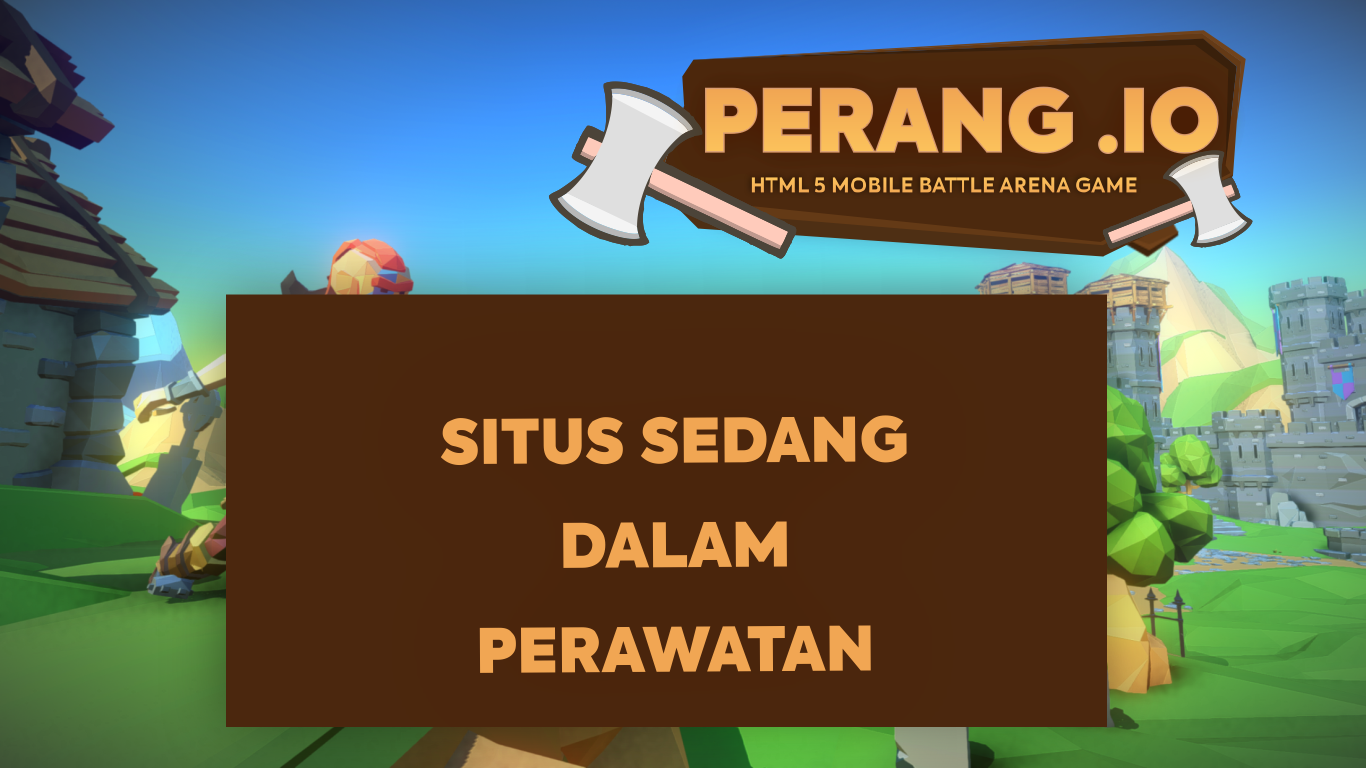 PERANG .IO
HTML 5 MOBILE BATTLE ARENA GAME
SITUS SEDANG
DALAM
PERAWATAN